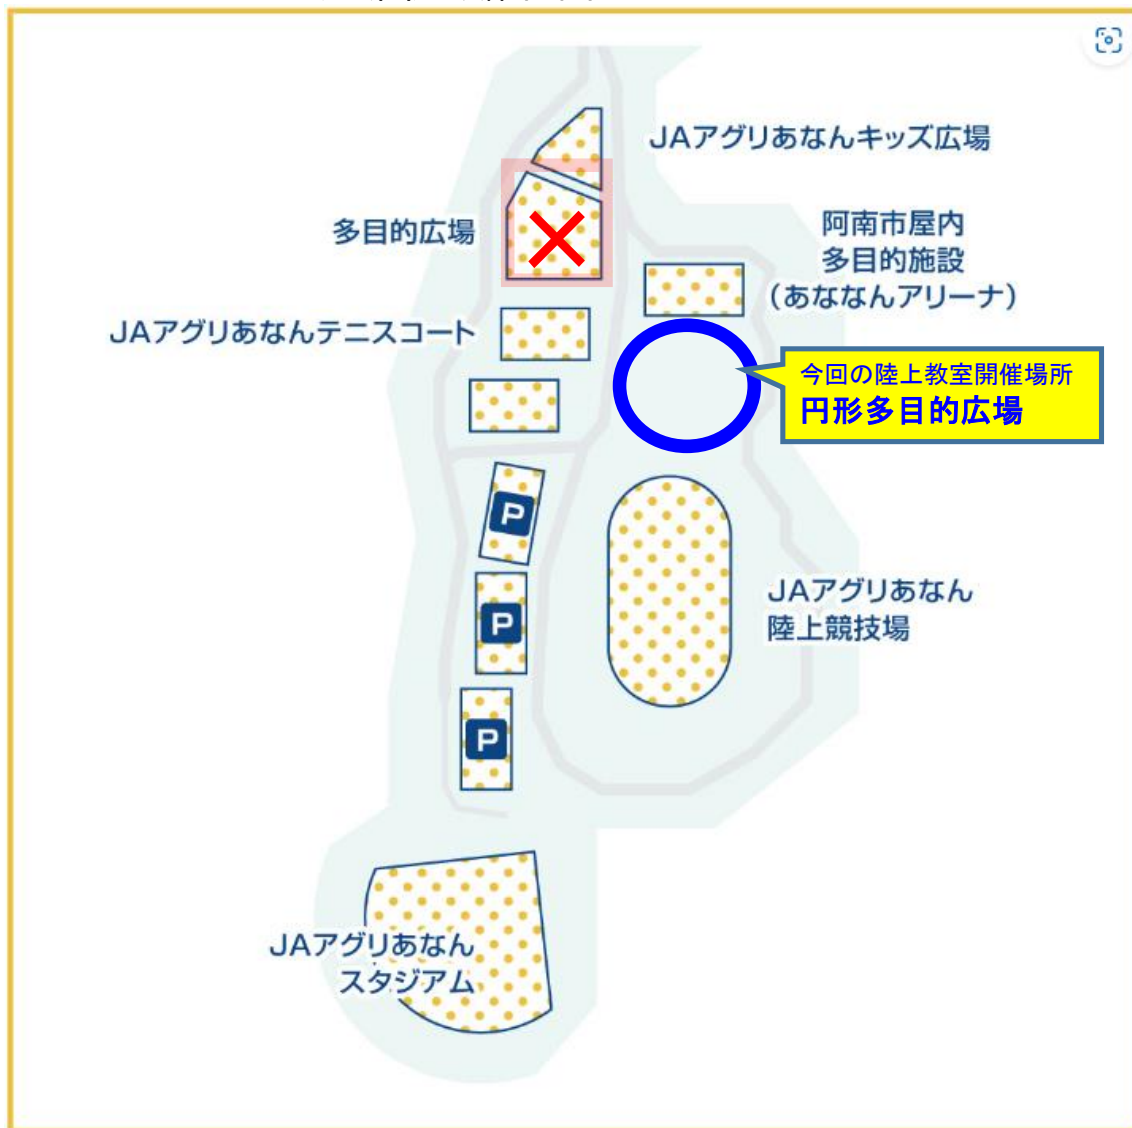 JAアグリあなんキッズ広場
多目的広場
阿南市屋内
多目的施設
(あななんアリーナ)
JAアグリあなんテニスコート
今回の陸上教室開催場所
円形多目的広場
P
P
P
JAアグリあなん
陸上競技場
JAアグリあなん
スタジアム